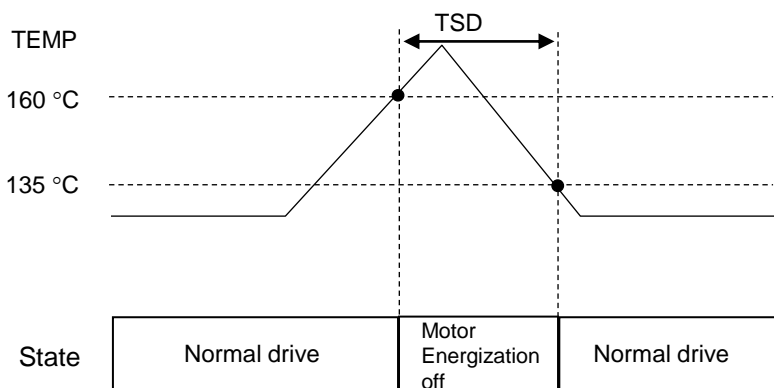 TSD
TEMP
160 °C
135 °C
State
Normal drive
Motor
Energization
off
Normal drive